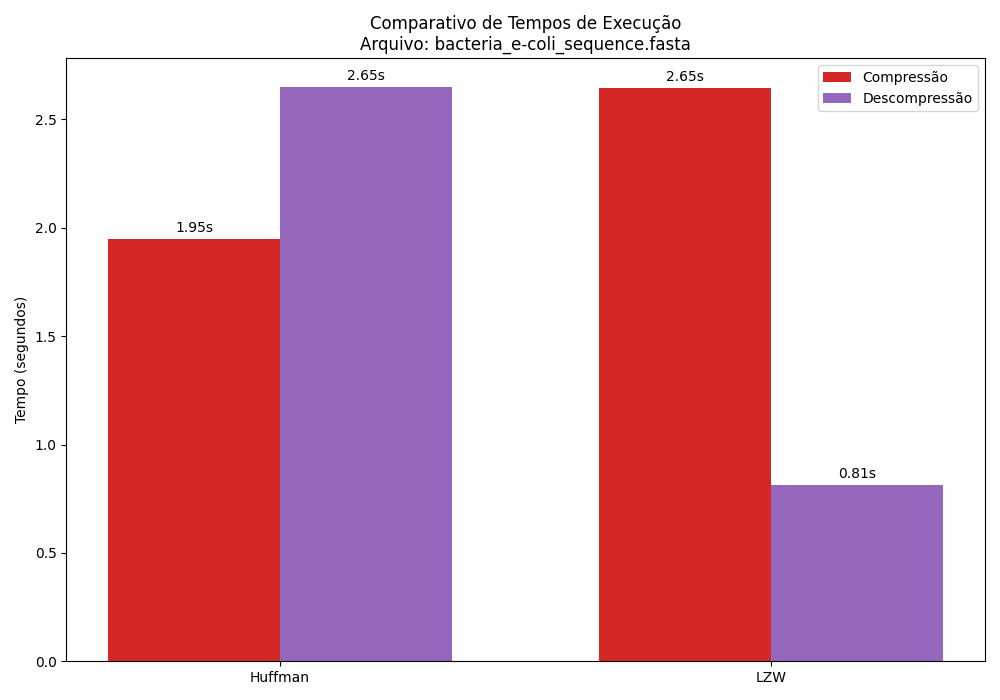 Comparativo de Tempos de Execução
Arquivo: bacteria_e-coli_sequence.fasta
Compressão
Descompressão
2.65s
2.65s
1.95s
0.81s
Tempo (segundos)
2.5
2.0
1.5
1.0
0.5
0.0
Huffman
LZW